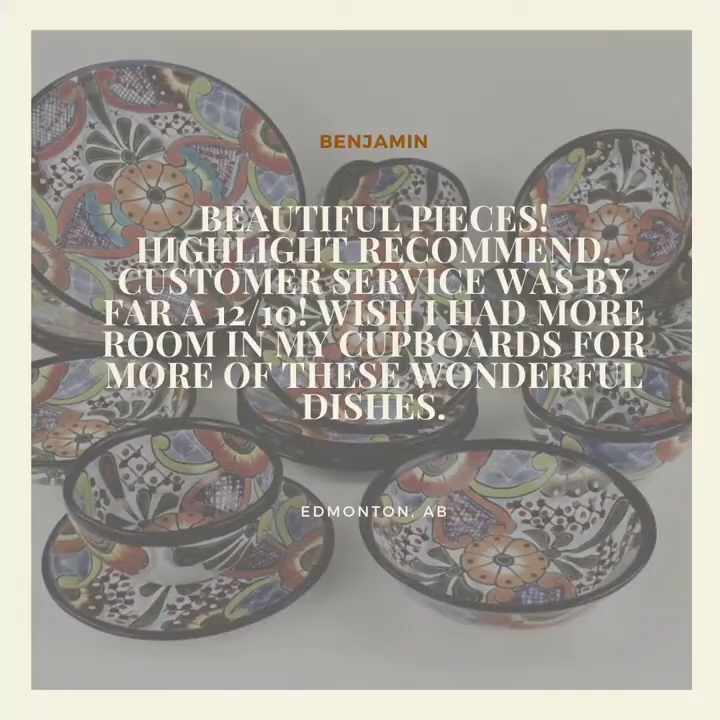 BENJAMIN
BEAUTIFUL PIECES!
HIGHLIGHT RECOMMEND.
CUSTOMER SERVICE WAS BY
FAR A 12/10! WISH I HAD MORE
ROOM IN MY CUPBOARDS FOR
MORE OF THESE WONDERFUL
DISHES.
EDMONTON, AB